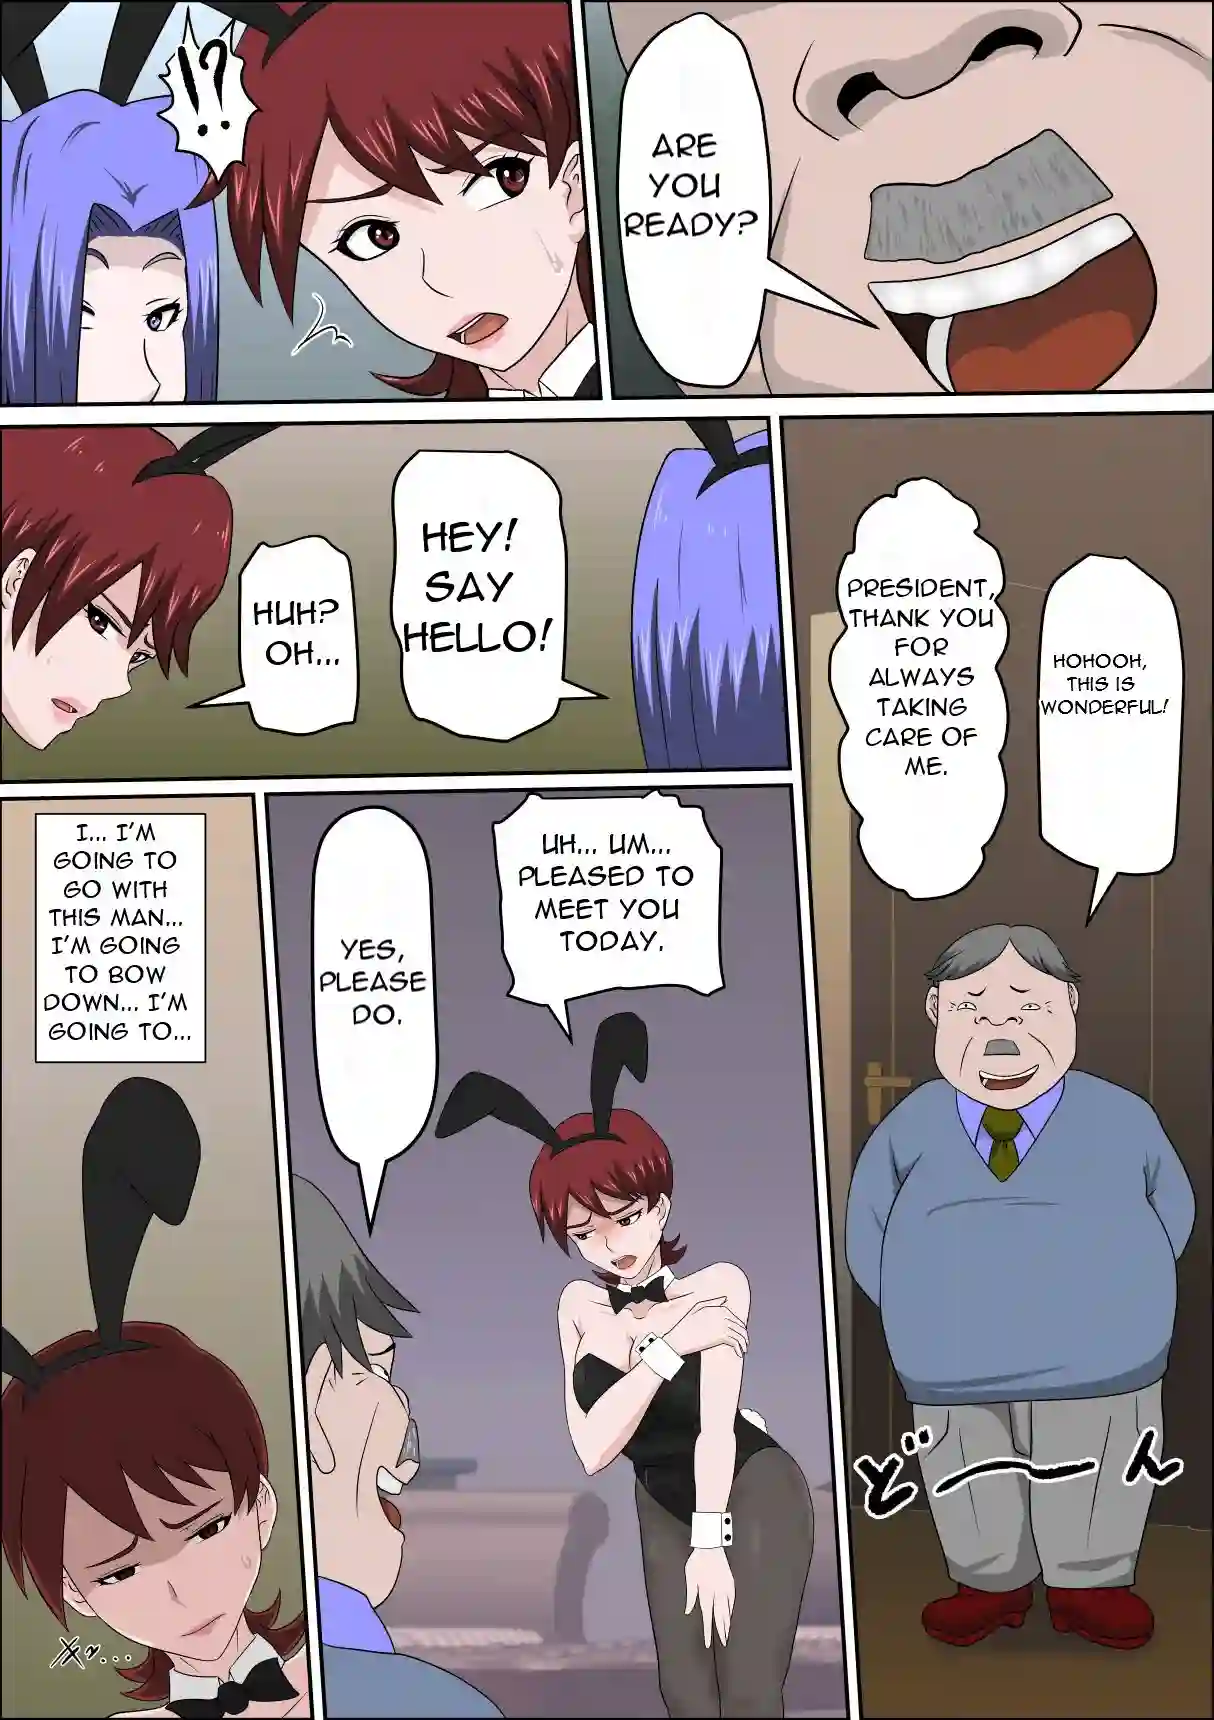 ARE
YOU
READY?
!?
HOHOOH,
THIS IS
WONDERFUL!
PRESIDENT,
THANK YOU
FOR
ALWAYS
TAKING
CARE OF
ME.
ど〜ん
HEY!
SAY
HELLO!
HUH?
OH...
UH... UM...
PLEASED TO
MEET YOU
TODAY.
YES,
PLEASE
DO.
I... I'M
GOING TO
GO WITH
THIS MAN...
I'M GOING
TO BOW
DOWN... I'M
GOING TO...